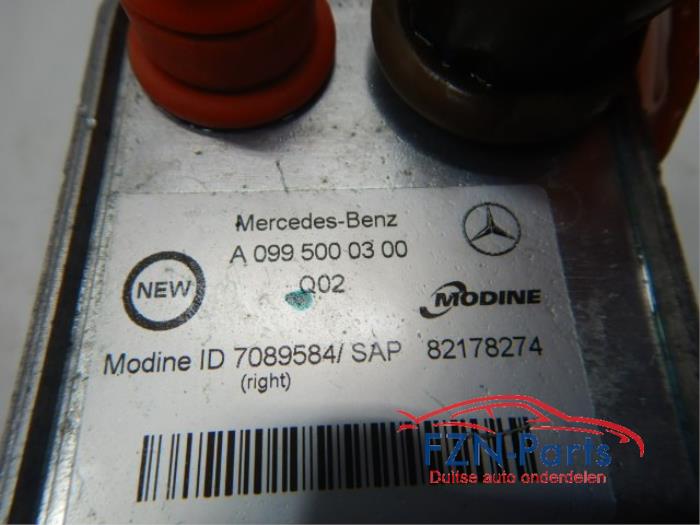 Mercedes-Benz
A 099 500 03 00
NEW
Q02
MODINE
Modine ID 7089584/ SAP 82178274
(right)
FZN-Parts
Duitse auto onderdelen